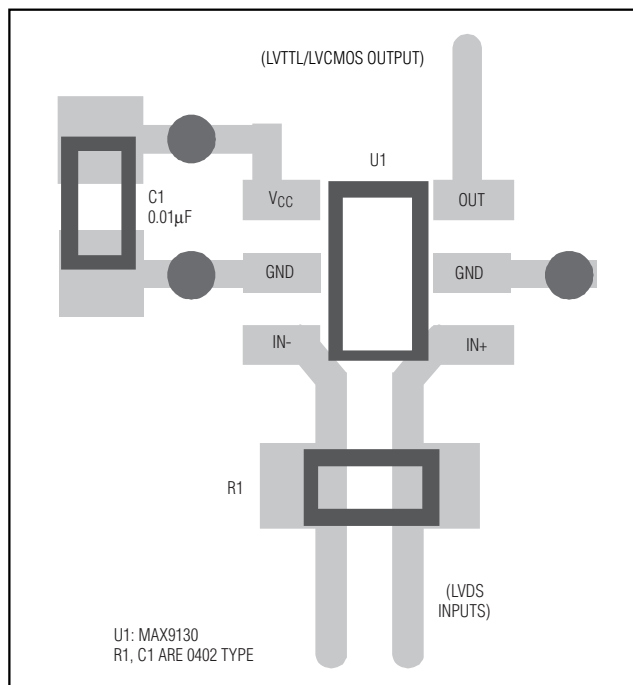 (LVTTL/LVCMOS OUTPUT)
U1
C1
0.01µF
VCC
OUT
GND
GND
IN-
IN+
R1
(LVDS
INPUTS)
U1: MAX9130
R1, C1 ARE 0402 TYPE